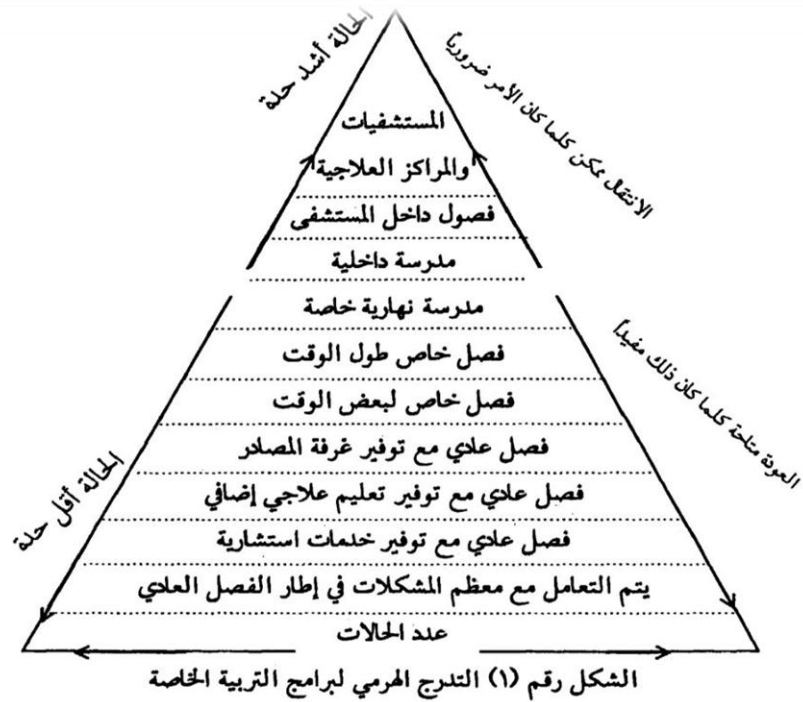 الحالة أشد حدة
الانتقال ممكن كلما كان الأمر ضرورياً
المستشفيات
والمراكز العلاجية
فصول داخل المستشفى
مدرسة داخلية
مدرسة نهارية خاصة
فصل خاص طول الوقت
فصل خاص لبعض الوقت
فصل عادي مع توفير غرفة المصادر
فصل عادي مع توفير تعليم علاجي إضافي
فصل عادي مع توفير خدمات استشارية
يتم التعامل مع معظم المشكلات في إطار الفصل العادي
عدد الحالات
العودة متاحة كلما كان ذلك مفيداً
الحالة أقل حدة
الشكل رقم (١) التدرج الهرمي لبرامج التربية الخاصة